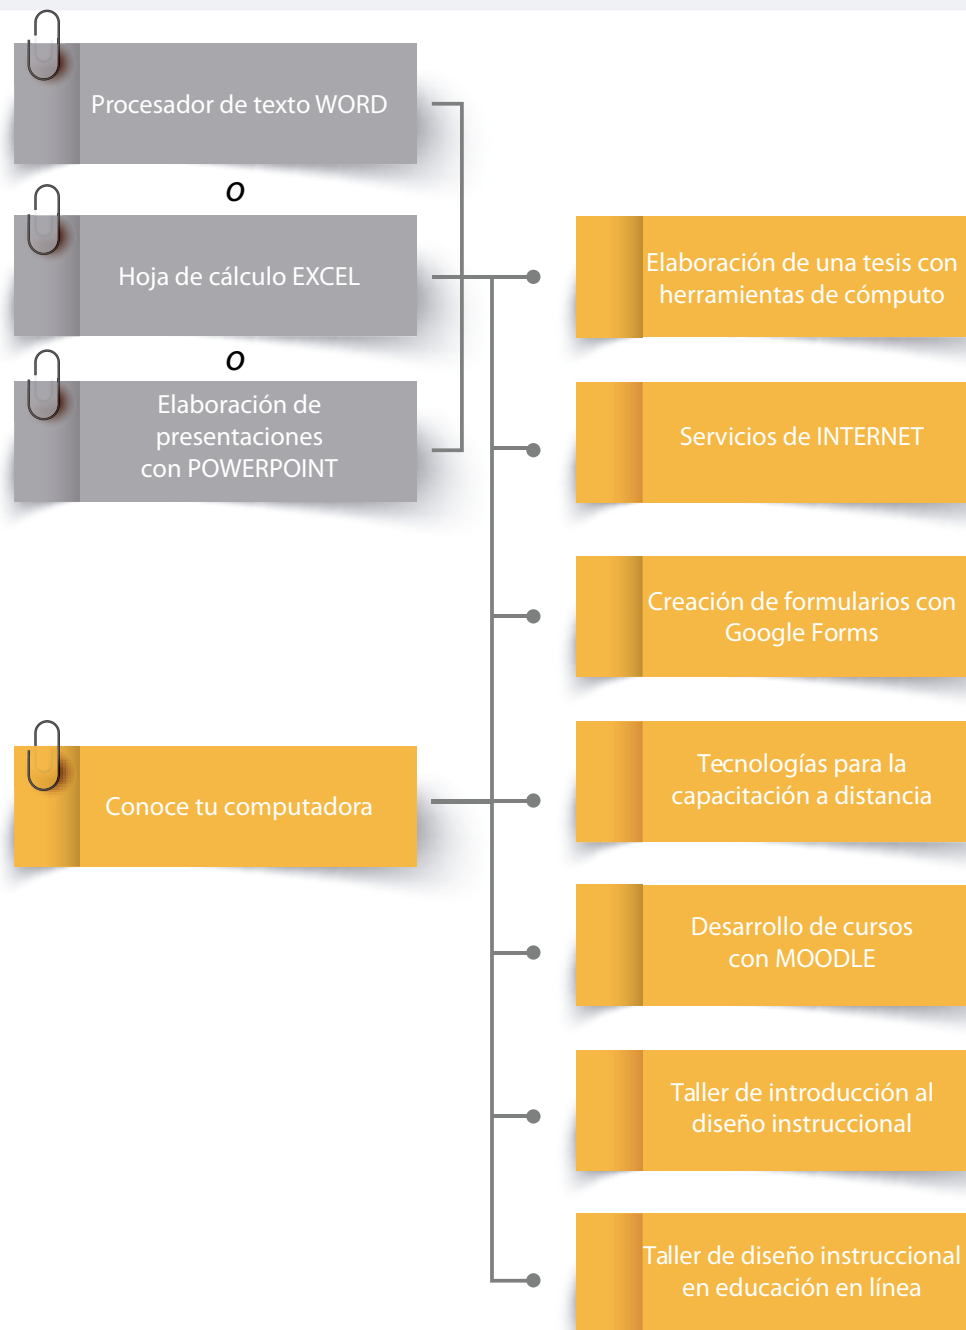 Procesador de texto WORD
o
Hoja de cálculo EXCEL
o
Elaboración de
presentaciones
con POWERPOINT
Conoce tu computadora
Elaboración de una tesis con
herramientas de cómputo
Servicios de INTERNET
Creación de formularios con
Google Forms
Tecnologías para la
capacitación a distancia
Desarrollo de cursos
con MOODLE
Taller de introducción al
diseño instruccional
Taller de diseño instruccional
en educación en línea